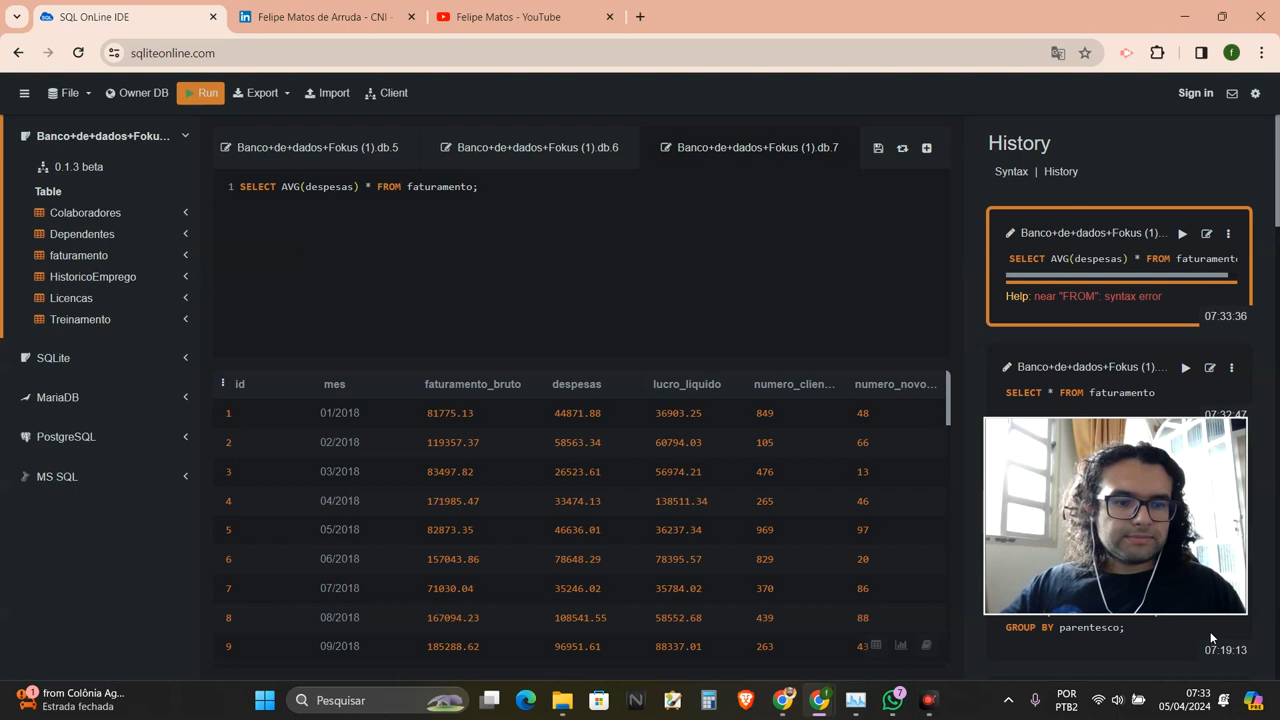 SQL OnLine IDE
Felipe Matos de Arruda - CNI -
Felipe Matos - YouTube
sqliteonline.com
f
File
Owner DB
Run
Export
Import
Client
Sign in
Banco+de+dados+Foku...
0.1.3 beta
Table
Colaboradores
Dependentes
faturamento
HistoricoEmprego
Licencas
Treinamento
SQLite
MariaDB
PostgreSQL
MS SQL
Banco+de+dados+Fokus (1).db.5
Banco+de+dados+Fokus (1).db.6
Banco+de+dados+Fokus (1).db.7
1 SELECT AVG(despesas) * FROM faturamento;
id mes faturamento_bruto despesas lucro_liquido numero_clien... numero_novo...
1 01/2018 81775.13 44871.88 36903.25 849 48
2 02/2018 119357.37 58563.34 60794.03 105 66
3 03/2018 83497.82 26523.61 56974.21 476 13
4 04/2018 171985.47 33474.13 138511.34 265 46
5 05/2018 82873.35 46636.01 36237.34 969 97
6 06/2018 157043.86 78648.29 78395.57 829 20
7 07/2018 71030.04 35246.02 35784.02 370 86
8 08/2018 167094.23 108541.55 58552.68 439 88
9 09/2018 185288.62 96951.61 88337.01 263 43
History
Syntax | History
Banco+de+dados+Fokus (1)...
SELECT AVG(despesas) * FROM faturamento
Help: near "FROM": syntax error
07:33:36
Banco+de+dados+Fokus (1)....
SELECT * FROM faturamento
07:32:47
GROUP BY parentesco;
07:19:13
1
from Colônia Ag...
Estrada fechada
Pesquisar
7
POR
PTB2
07:33
05/04/2024